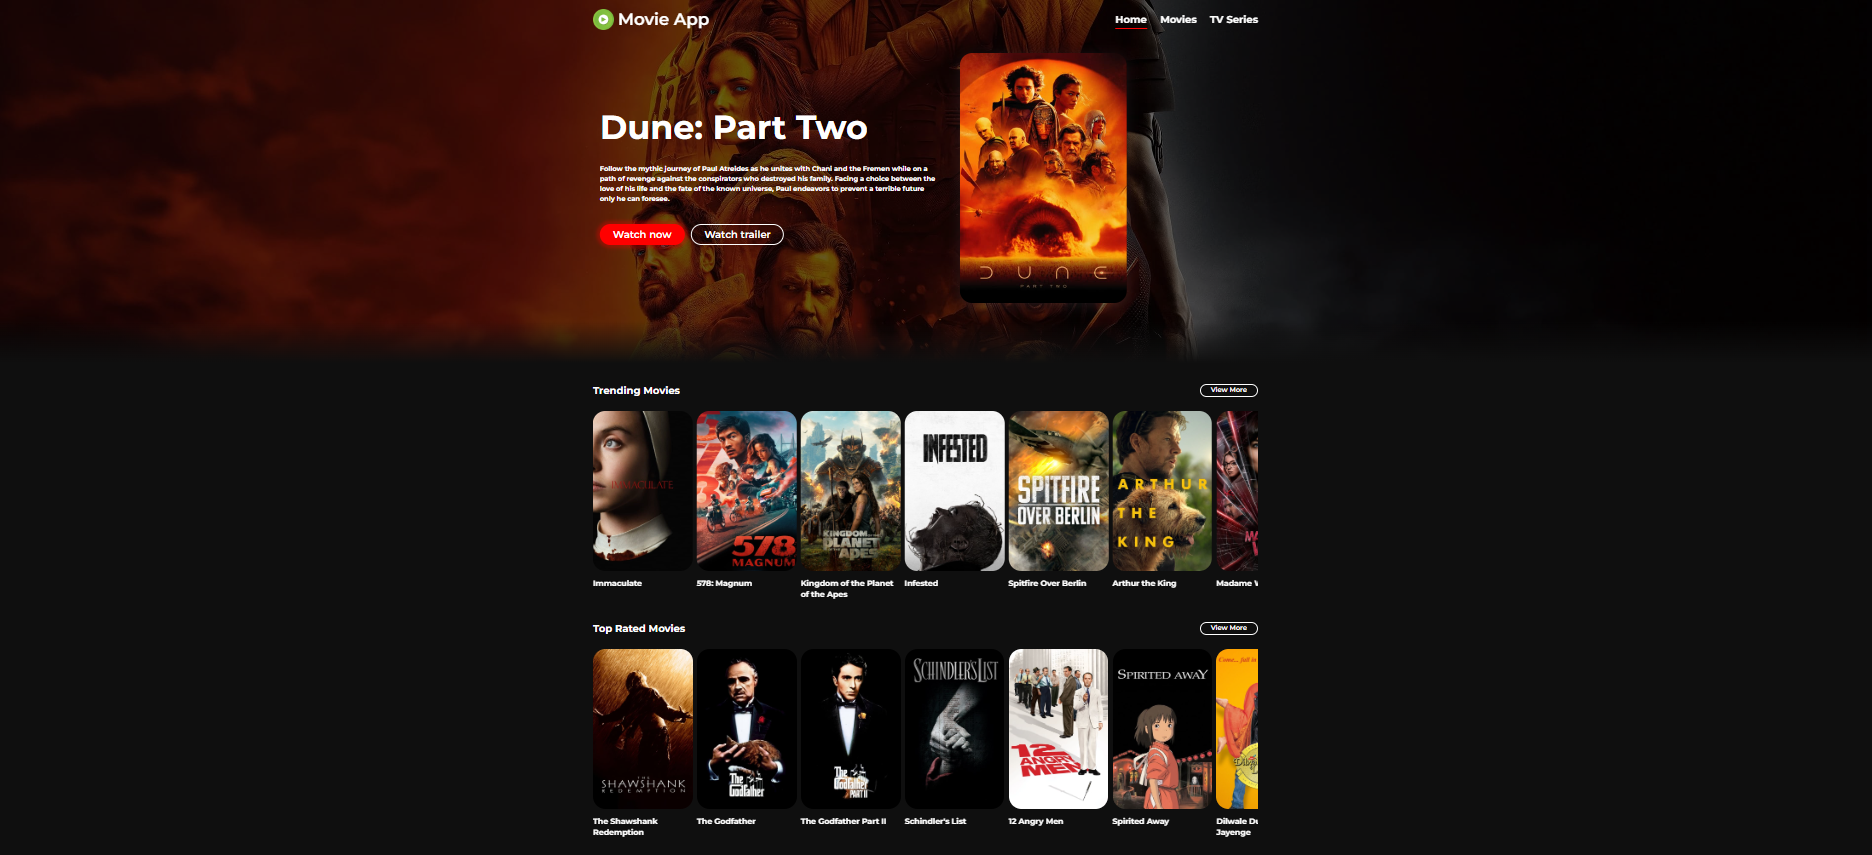 Movie App
Home Movies TV Series
Dune: Part Two
Follow the mythic journey of Paul Atreides as he unites with Chani and the Fremen while on a
path of revenge against the conspirators who destroyed his family. Facing a choice between the
love of his life and the fate of the known universe, Paul endeavors to prevent a terrible future
only he can foresee.
Watch now Watch trailer
DUNE
PART TWO
Trending Movies
View More
IMMACULATE
578
MAGNUM
KINGDOM OF THE
PLANET
OF THE APES
INFESTED
SPITFIRE
OVER BERLIN
ARTHUR
THE
KING
Immaculate
578: Magnum
Kingdom of the Planet
of the Apes
Infested
Spitfire Over Berlin
Arthur the King
Madame
Top Rated Movies
View More
THE
SHAWSHANK
REDEMPTION
The
Godfather
The
Godfather
PART II
SCHINDLER'S LIST
12
ANGRY
MEN
SPIRITED AWAY
Come... fall in
The Shawshank
Redemption
The Godfather
The Godfather Part II
Schindler's List
12 Angry Men
Spirited Away
Dilwale Du
Jayenge